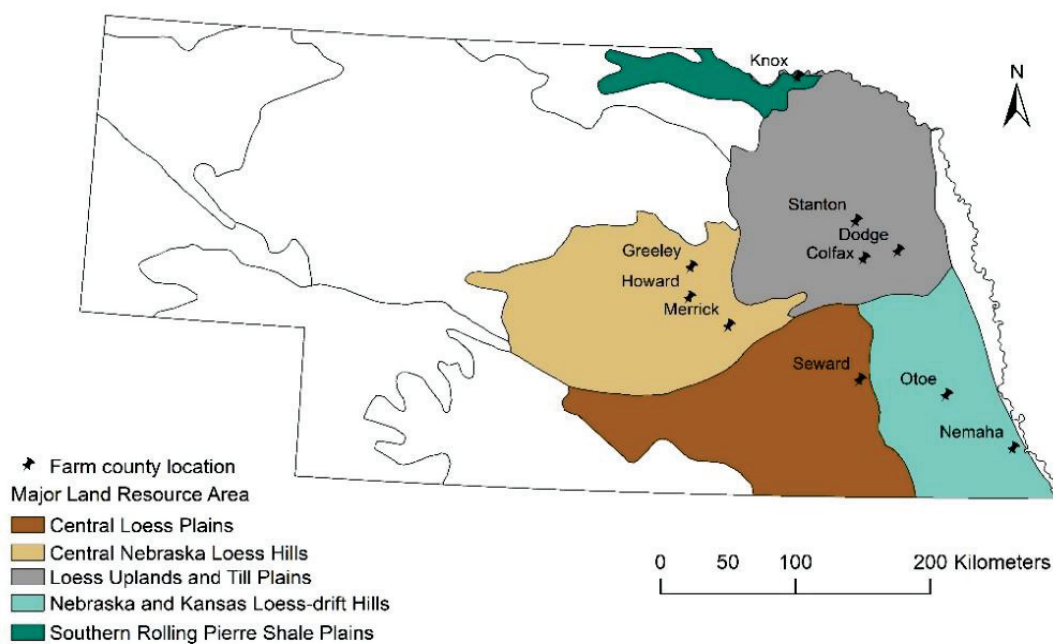 Knox
N
Stanton
Dodge
Colfax
Greeley
Howard
Merrick
Seward
Otoe
Nemaha
Farm county location
Major Land Resource Area
Central Loess Plains
Central Nebraska Loess Hills
Loess Uplands and Till Plains
Nebraska and Kansas Loess-drift Hills
Southern Rolling Pierre Shale Plains
0 50 100 200 Kilometers